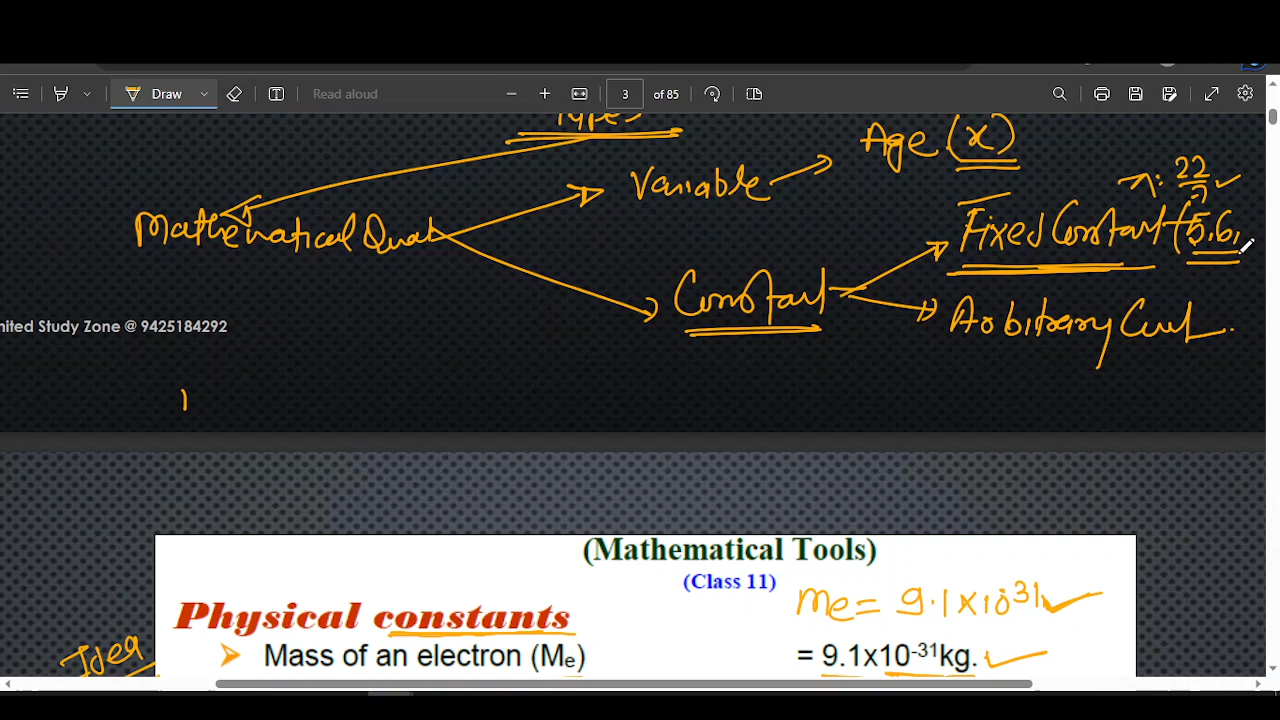 Draw
Read aloud
3 of 85
Types
Age (x)
Variable
π: 22/7
Mathematical Quat
Fixed Constant (5,6,
Constant
Arbitrary Cont.
nited Study Zone @ 9425184292
1
(Mathematical Tools)
(Class 11)
Me = 9.1x10-31
Physical constants
Idea
Mass of an electron (Me) = 9.1x10-31kg.